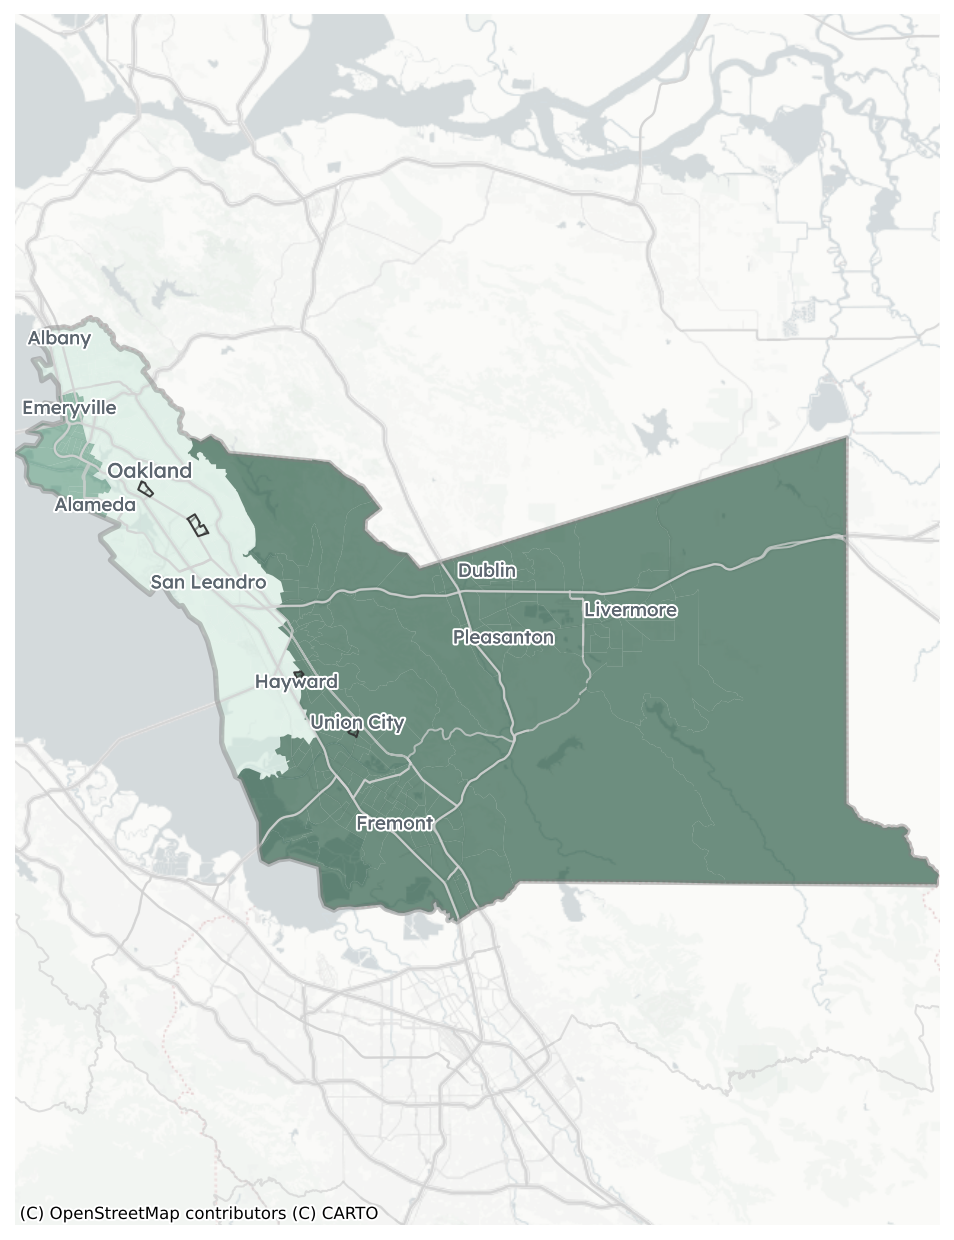 Albany
Emeryville
Oakland
Alameda
San Leandro
Dublin
Livermore
Pleasanton
Hayward
Union City
Fremont
(C) OpenStreetMap contributors (C) CARTO